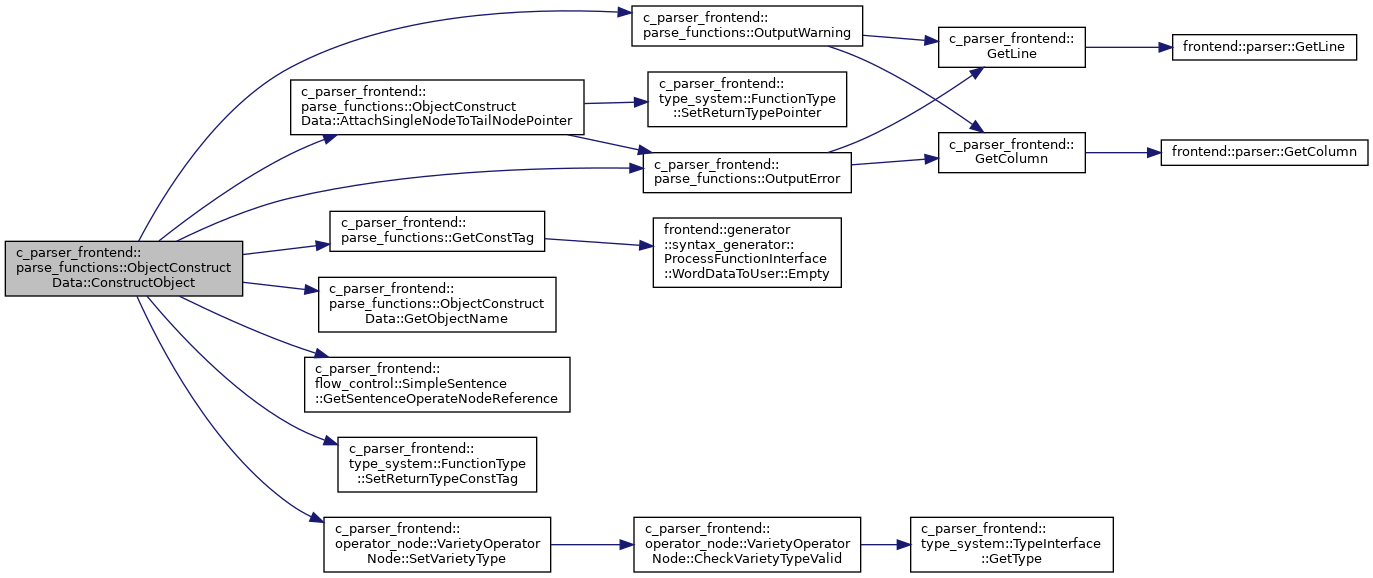 c_parser_frontend::
parse_functions::OutputWarning
c_parser_frontend::
GetLine
frontend::parser::GetLine
c_parser_frontend::
parse_functions::ObjectConstruct
Data::AttachSingleNodeToTailNodePointer
c_parser_frontend::
type_system::FunctionType
::SetReturnTypePointer
c_parser_frontend::
parse_functions::OutputError
c_parser_frontend::
GetColumn
frontend::parser::GetColumn
c_parser_frontend::
parse_functions::ObjectConstruct
Data::ConstructObject
c_parser_frontend::
parse_functions::GetConstTag
frontend::generator
::syntax_generator::
ProcessFunctionInterface
::WordDataToUser::Empty
c_parser_frontend::
parse_functions::ObjectConstruct
Data::GetObjectName
c_parser_frontend::
flow_control::SimpleSentence
::GetSentenceOperateNodeReference
c_parser_frontend::
type_system::FunctionType
::SetReturnTypeConstTag
c_parser_frontend::
operator_node::VarietyOperator
Node::SetVarietyType
c_parser_frontend::
operator_node::VarietyOperator
Node::CheckVarietyTypeValid
c_parser_frontend::
type_system::TypeInterface
::GetType